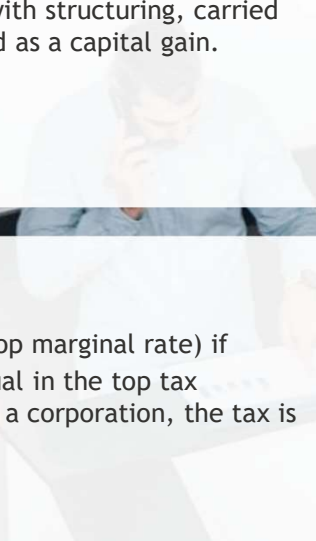 with structuring, carried
d as a capital gain.
op marginal rate) if
ual in the top tax
a corporation, the tax is